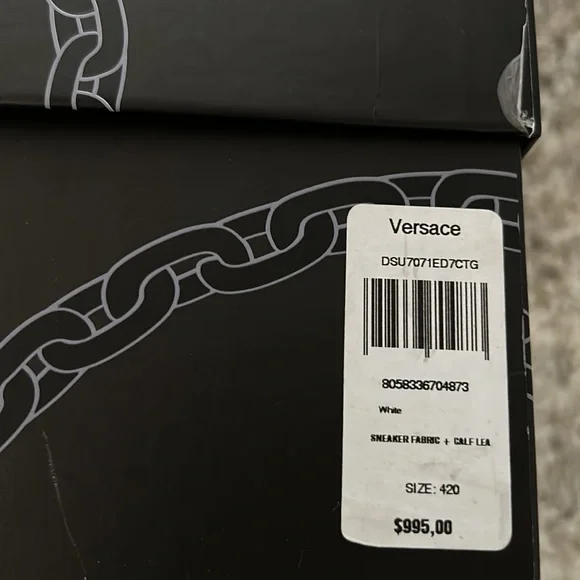 Versace
DSU7071ED7CTG
8058336704873
White
SNEAKER FABRIC + CALF LEA
SIZE: 420
$995,00